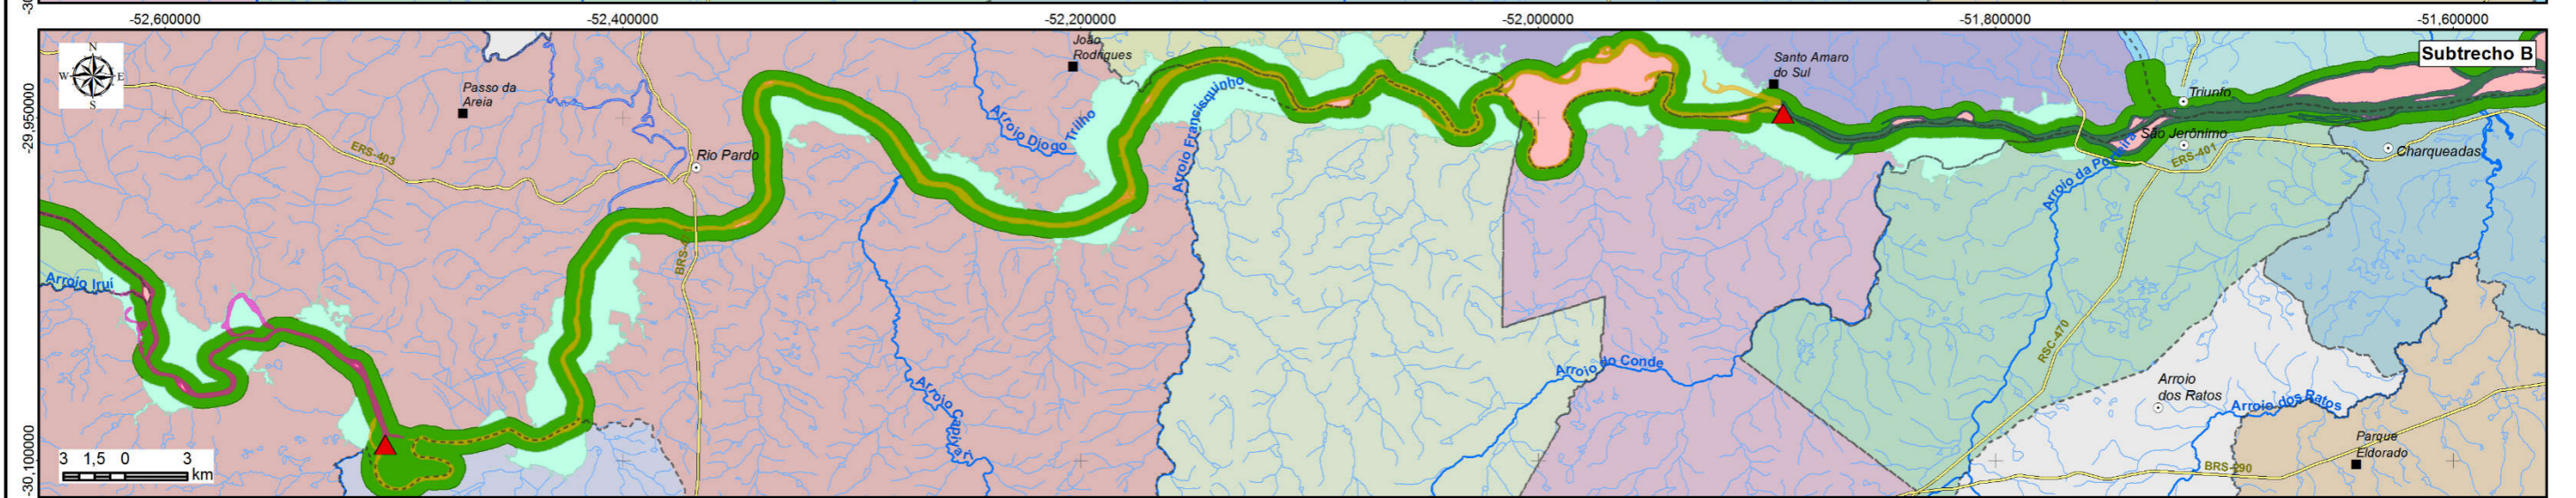 -52,600000
-52,400000
-52,200000
-52,000000
-51,800000
-51,600000
Subtrecho B
N
W
E
S
João
Rodrigues
Santo Amaro
do Sul
Passo da
Areia
-29,950000
Triunfo
Arroio Francisquinho
Arroio Diogo Trilho
São Jerônimo
ERS-403
Rio Pardo
ERS-401
Charqueadas
Arroio da Porteira
BRS-
Arroio Iruí
RSC-470
Arroio do Conde
Arroio Capivari
Arroio
dos Ratos
Arroio dos Ratos
Parque
Eldorado
BRS-290
-30,100000
3 1,5 0 3
km